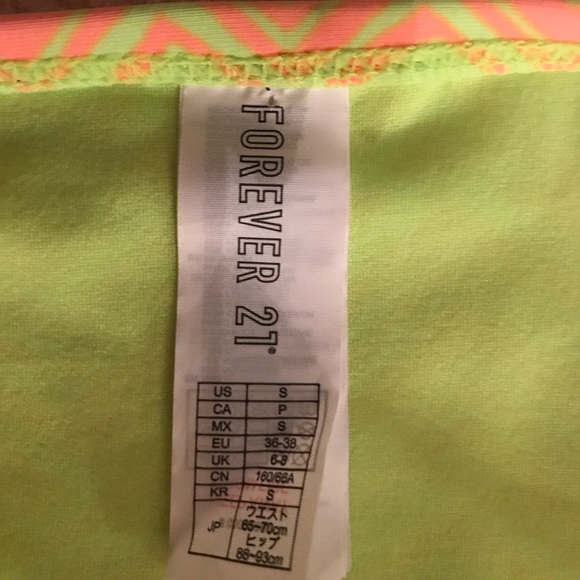 FOREVER 21®
US S
CA P
MX S
EU 36-38
UK 6-8
CN 160/66A
KR S
JP ウエスト
65~70cm
ヒップ
88~93cm